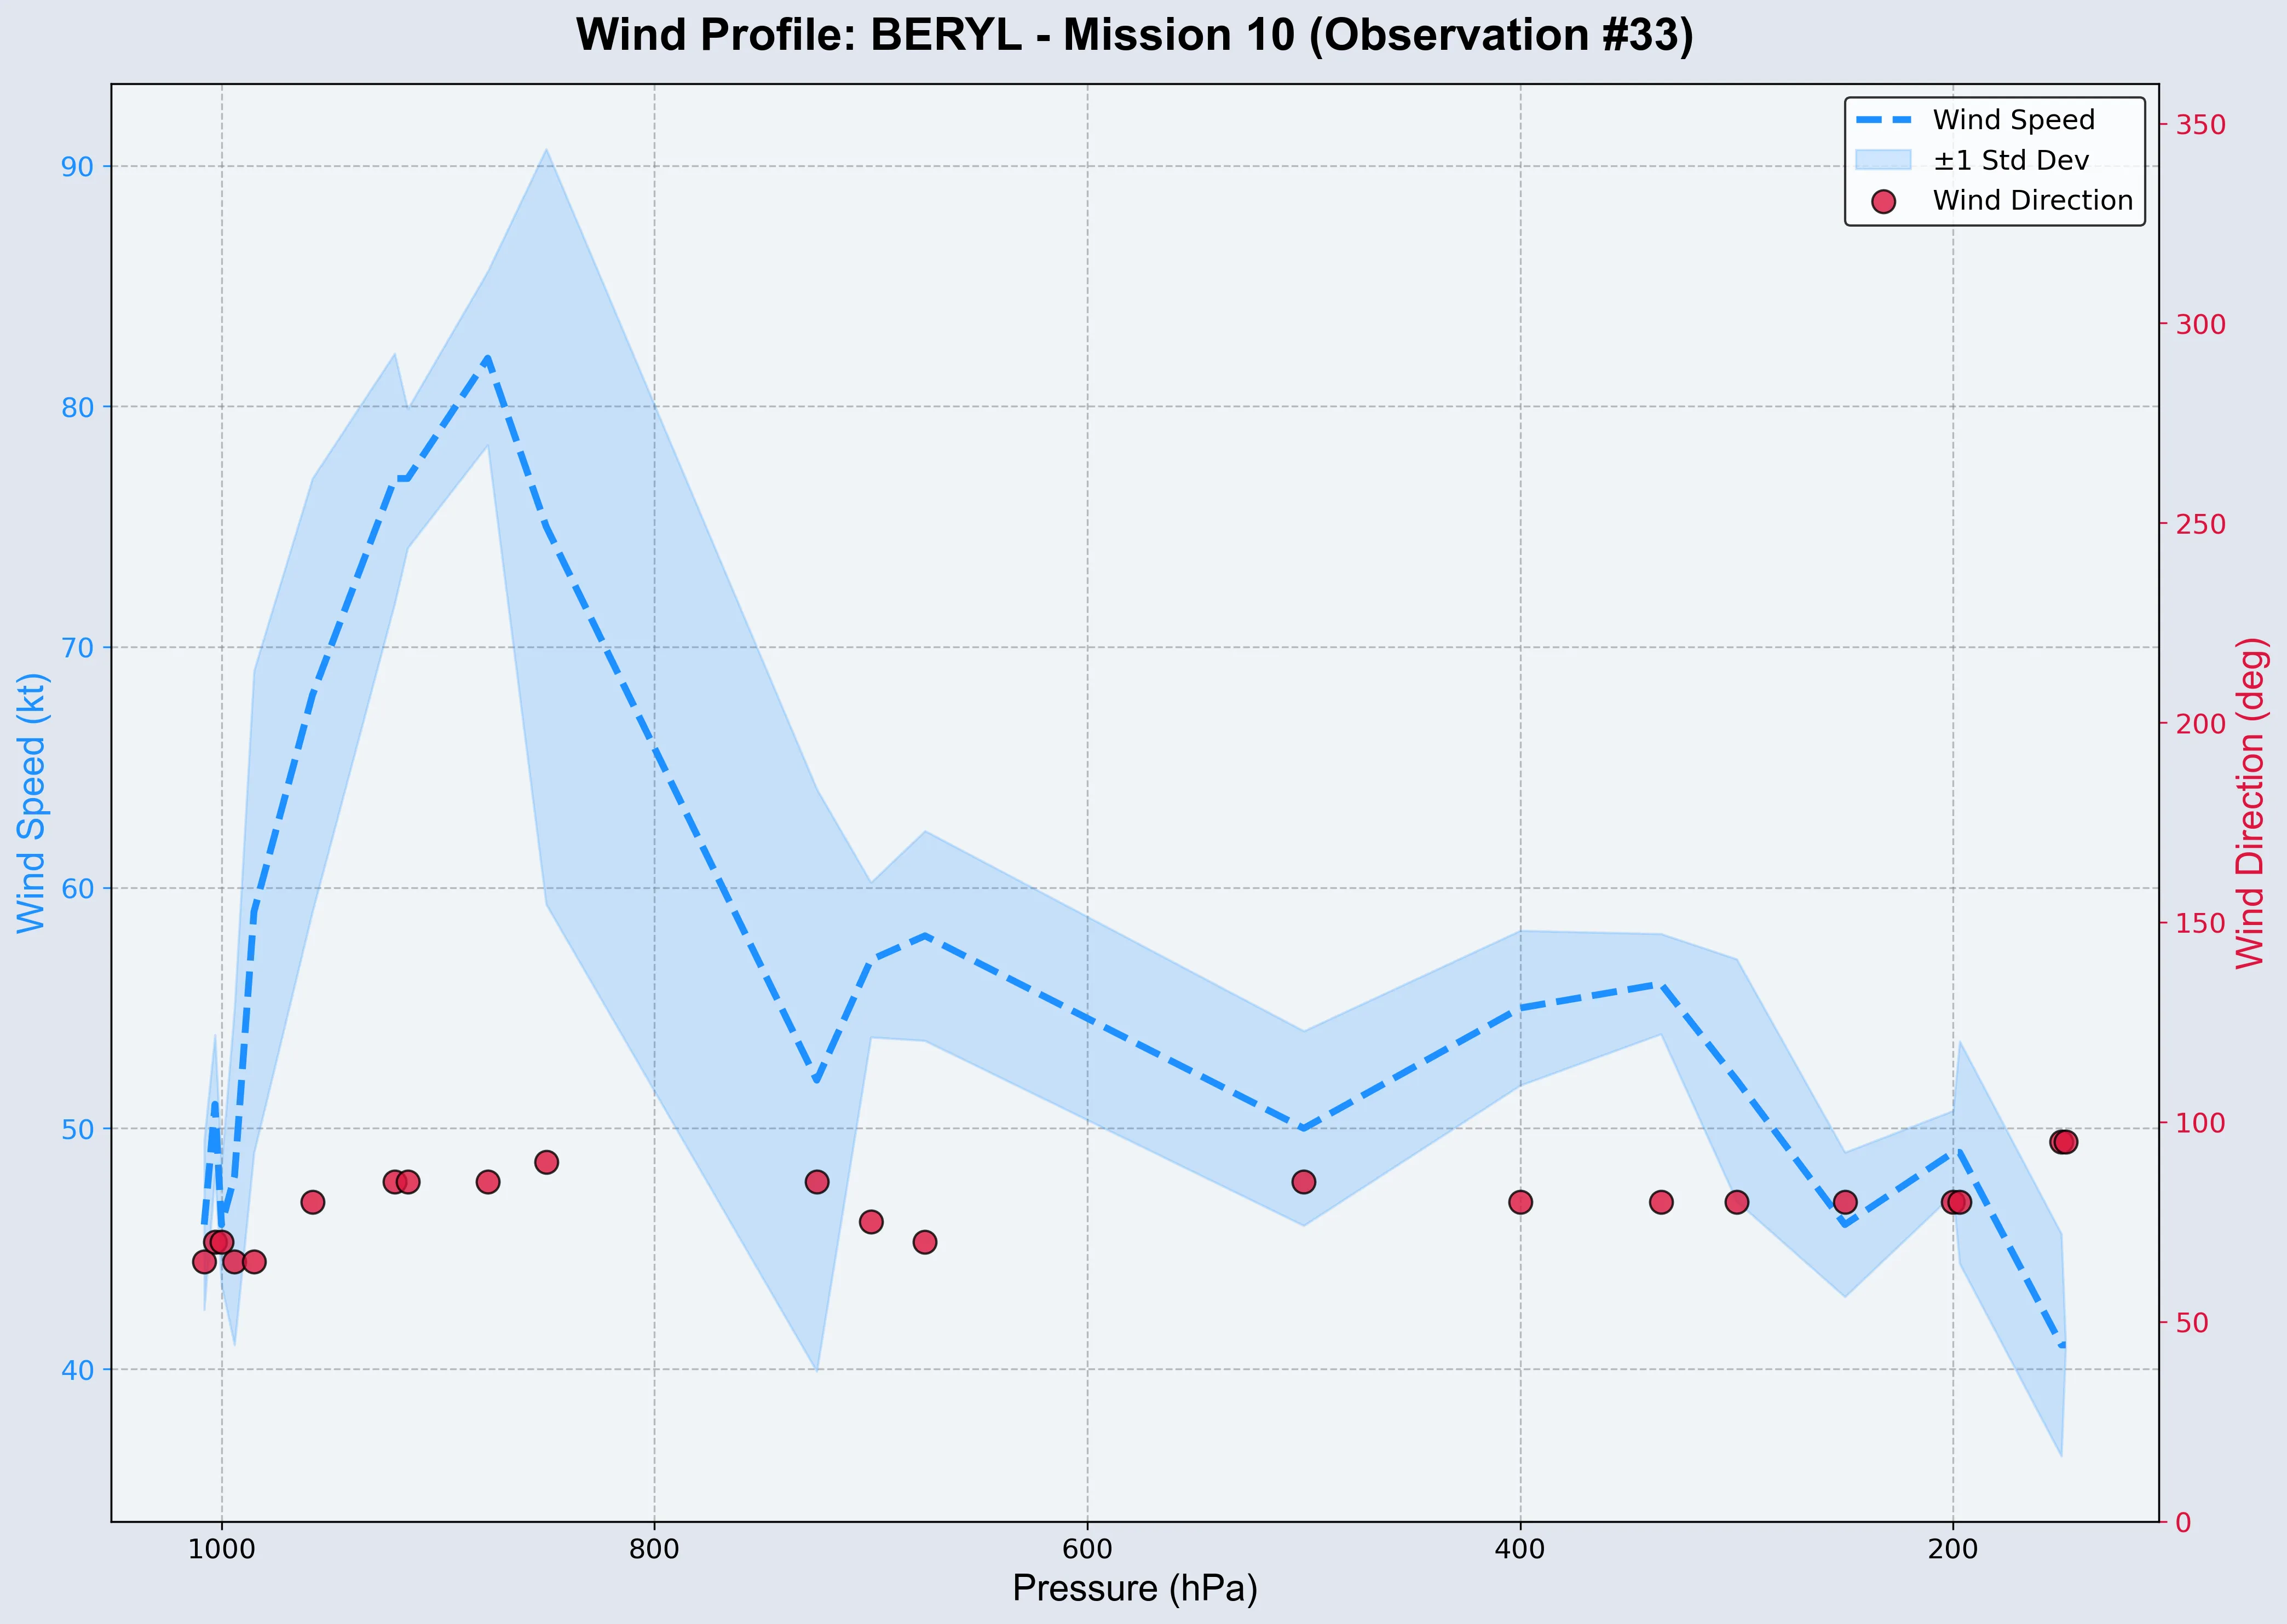 Wind Profile: BERYL - Mission 10 (Observation #33)
Wind Speed
±1 Std Dev
Wind Direction
90
80
70
60
50
40
Wind Speed (kt)
350
300
250
200
150
100
50
0
Wind Direction (deg)
1000
800
600
400
200
Pressure (hPa)